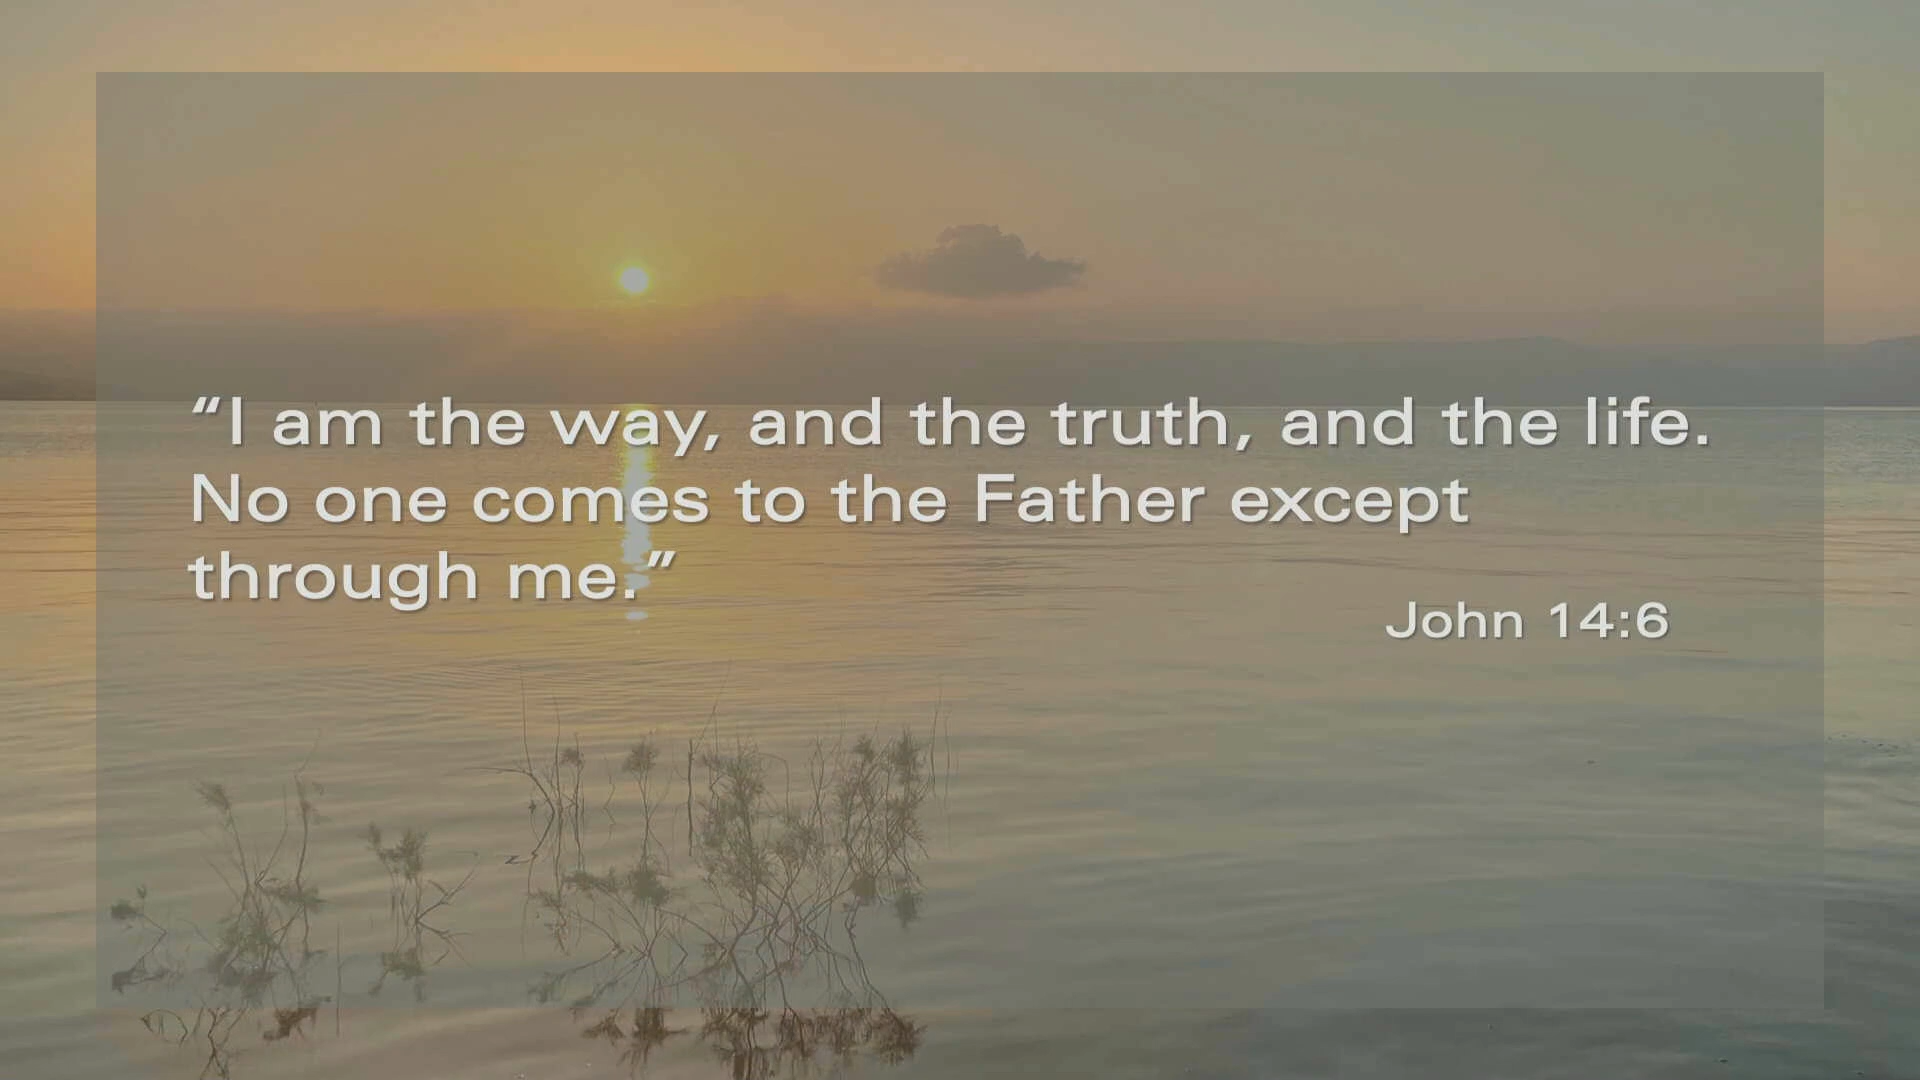 “I am the way, and the truth, and the life.
No one comes to the Father except
through me.”
John 14:6